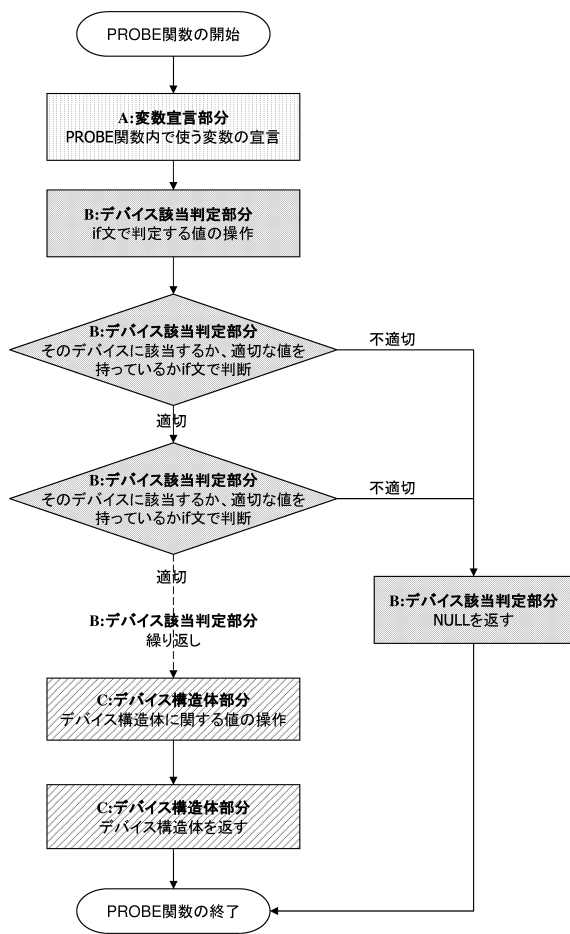 PROBE関数の開始
A:変数宣言部分
PROBE関数内で使う変数の宣言
B:デバイス該当判定部分
if文で判定する値の操作
B:デバイス該当判定部分
そのデバイスに該当するか、適切な値を
持っているかif文で判断
不適切
適切
B:デバイス該当判定部分
そのデバイスに該当するか、適切な値を
持っているかif文で判断
不適切
適切
B:デバイス該当判定部分
繰り返し
B:デバイス該当判定部分
NULLを返す
C:デバイス構造体部分
デバイス構造体に関する値の操作
C:デバイス構造体部分
デバイス構造体を返す
PROBE関数の終了